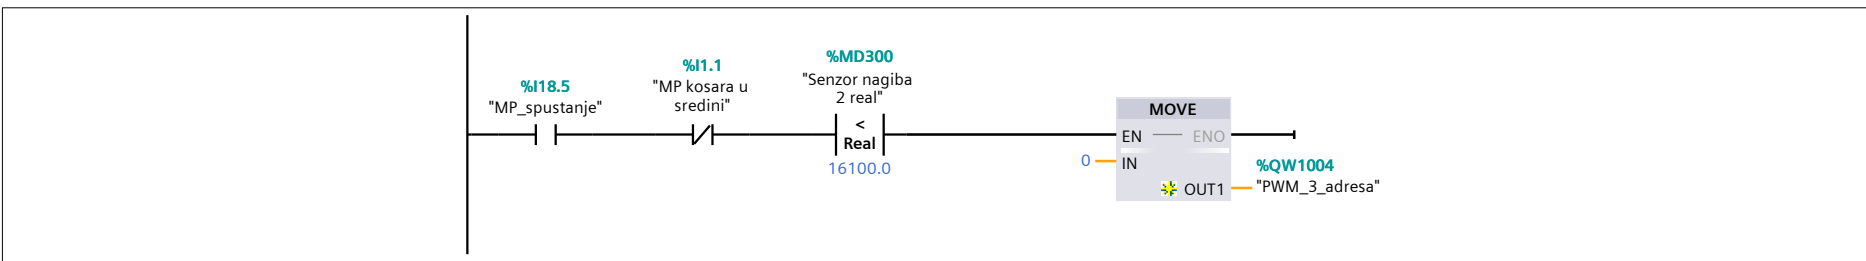 %I18.5
"MP_spustanje"
%I1.1
"MP kosara u
sredini"
%MD300
"Senzor nagiba
2 real"
<
Real
16100.0
MOVE
EN
ENO
0
IN
OUT1
%QW1004
"PWM_3_adresa"